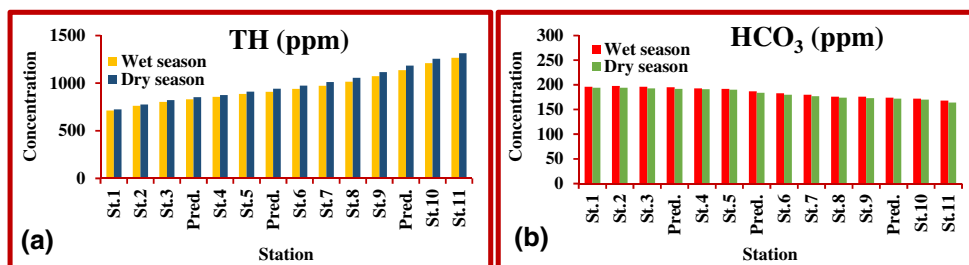 TH (ppm)
Wet season
Dry season
Concentration
1500
1000
500
0
St.1
St.2
St.3
Pred.
St.4
St.5
Pred.
St.6
St.7
St.8
St.9
Pred.
St.10
St.11
Station
(a)
HCO₃ (ppm)
Wet season
Dry season
Concentration
300
250
200
150
100
50
0
St.1
St.2
St.3
Pred.
St.4
St.5
Pred.
St.6
St.7
St.8
St.9
Pred.
St.10
St.11
Station
(b)